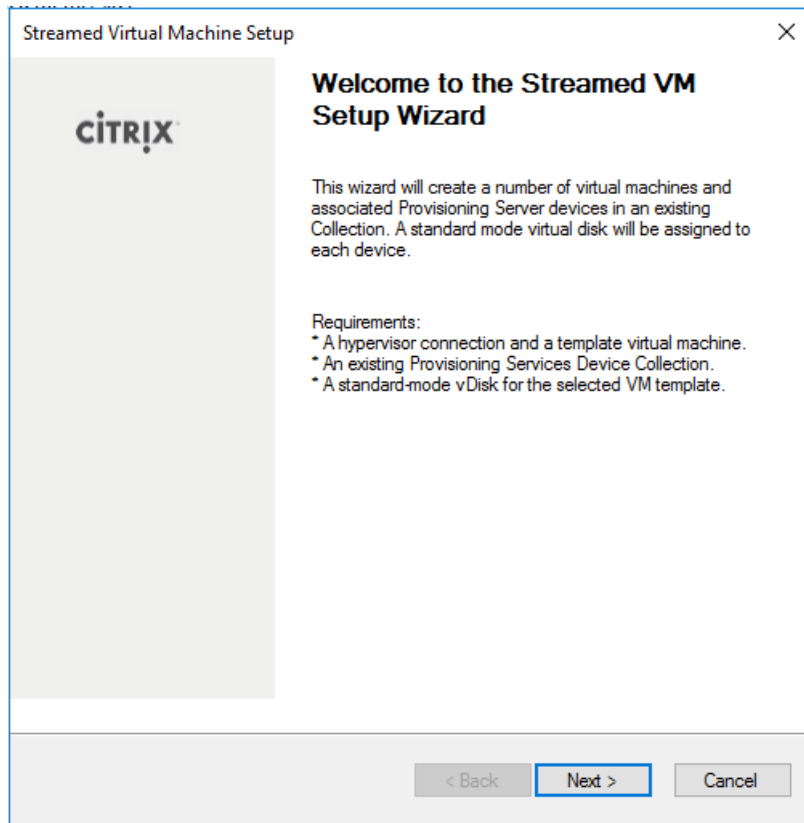 Streamed Virtual Machine Setup
CITRIX
Welcome to the Streamed VM
Setup Wizard
This wizard will create a number of virtual machines and
associated Provisioning Server devices in an existing
Collection. A standard mode virtual disk will be assigned to
each device.
Requirements:
* A hypervisor connection and a template virtual machine.
* An existing Provisioning Services Device Collection.
* A standard-mode vDisk for the selected VM template.
< Back
Next >
Cancel